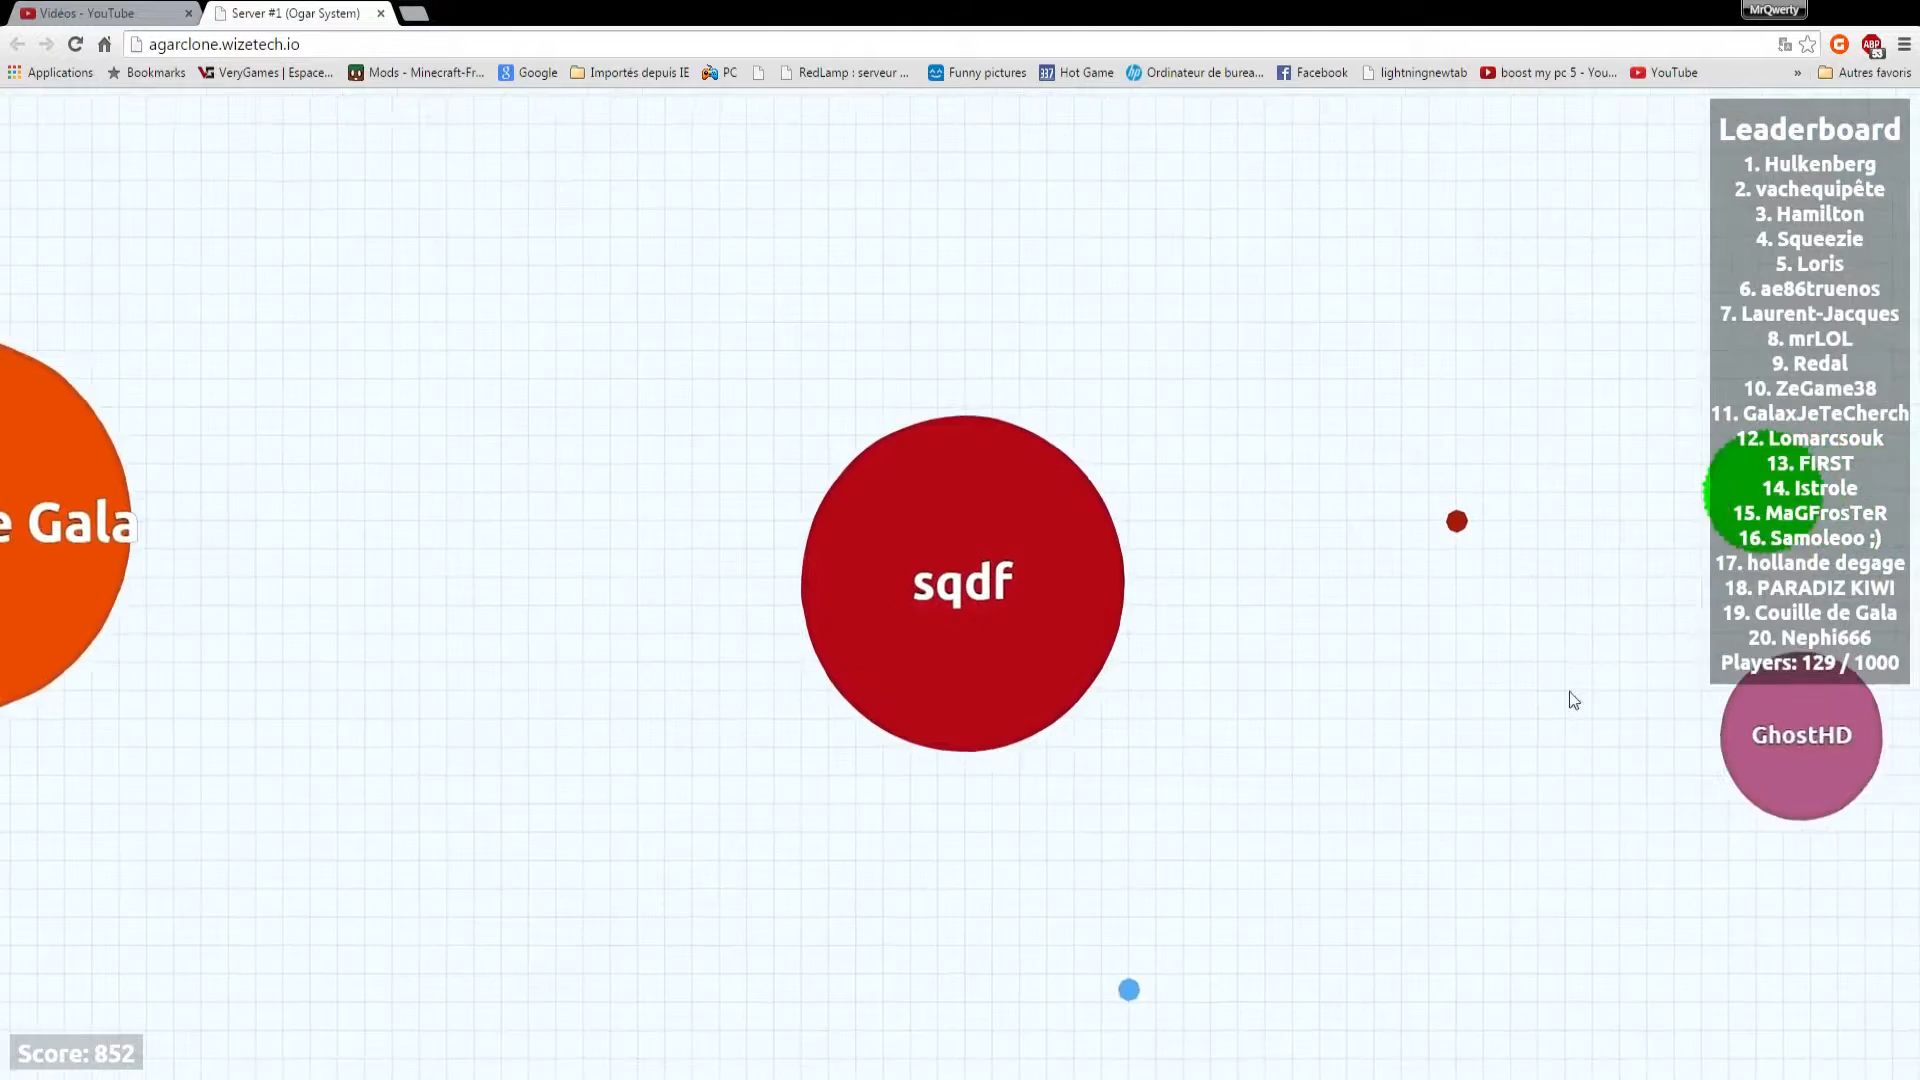 Vidéos - YouTube
Server #1 (Ogar System)
MrQwerty
agarclone.wizetech.io
ABP
53
Applications
Bookmarks
VeryGames | Espace...
Mods - Minecraft-Fr...
Google
Importés depuis IE
PC
RedLamp : serveur ...
Funny pictures
337 Hot Game
Ordinateur de burea...
Facebook
lightningnewtab
boost my pc 5 - You...
YouTube
»
Autres favoris
Leaderboard
1. Hulkenberg
2. vachequipête
3. Hamilton
4. Squeezie
5. Loris
6. ae86truenos
7. Laurent-Jacques
8. mrLOL
9. Redal
10. ZeGame38
11. GalaxJeTeCherch
12. Lomarcsouk
13. FIRST
14. Istrole
15. MaGFrosTeR
16. Samoleoo ;)
17. hollande degage
18. PARADIZ KIWI
19. Couille de Gala
20. Nephi666
Players: 129 / 1000
e Gala
sqdf
GhostHD
Score: 852